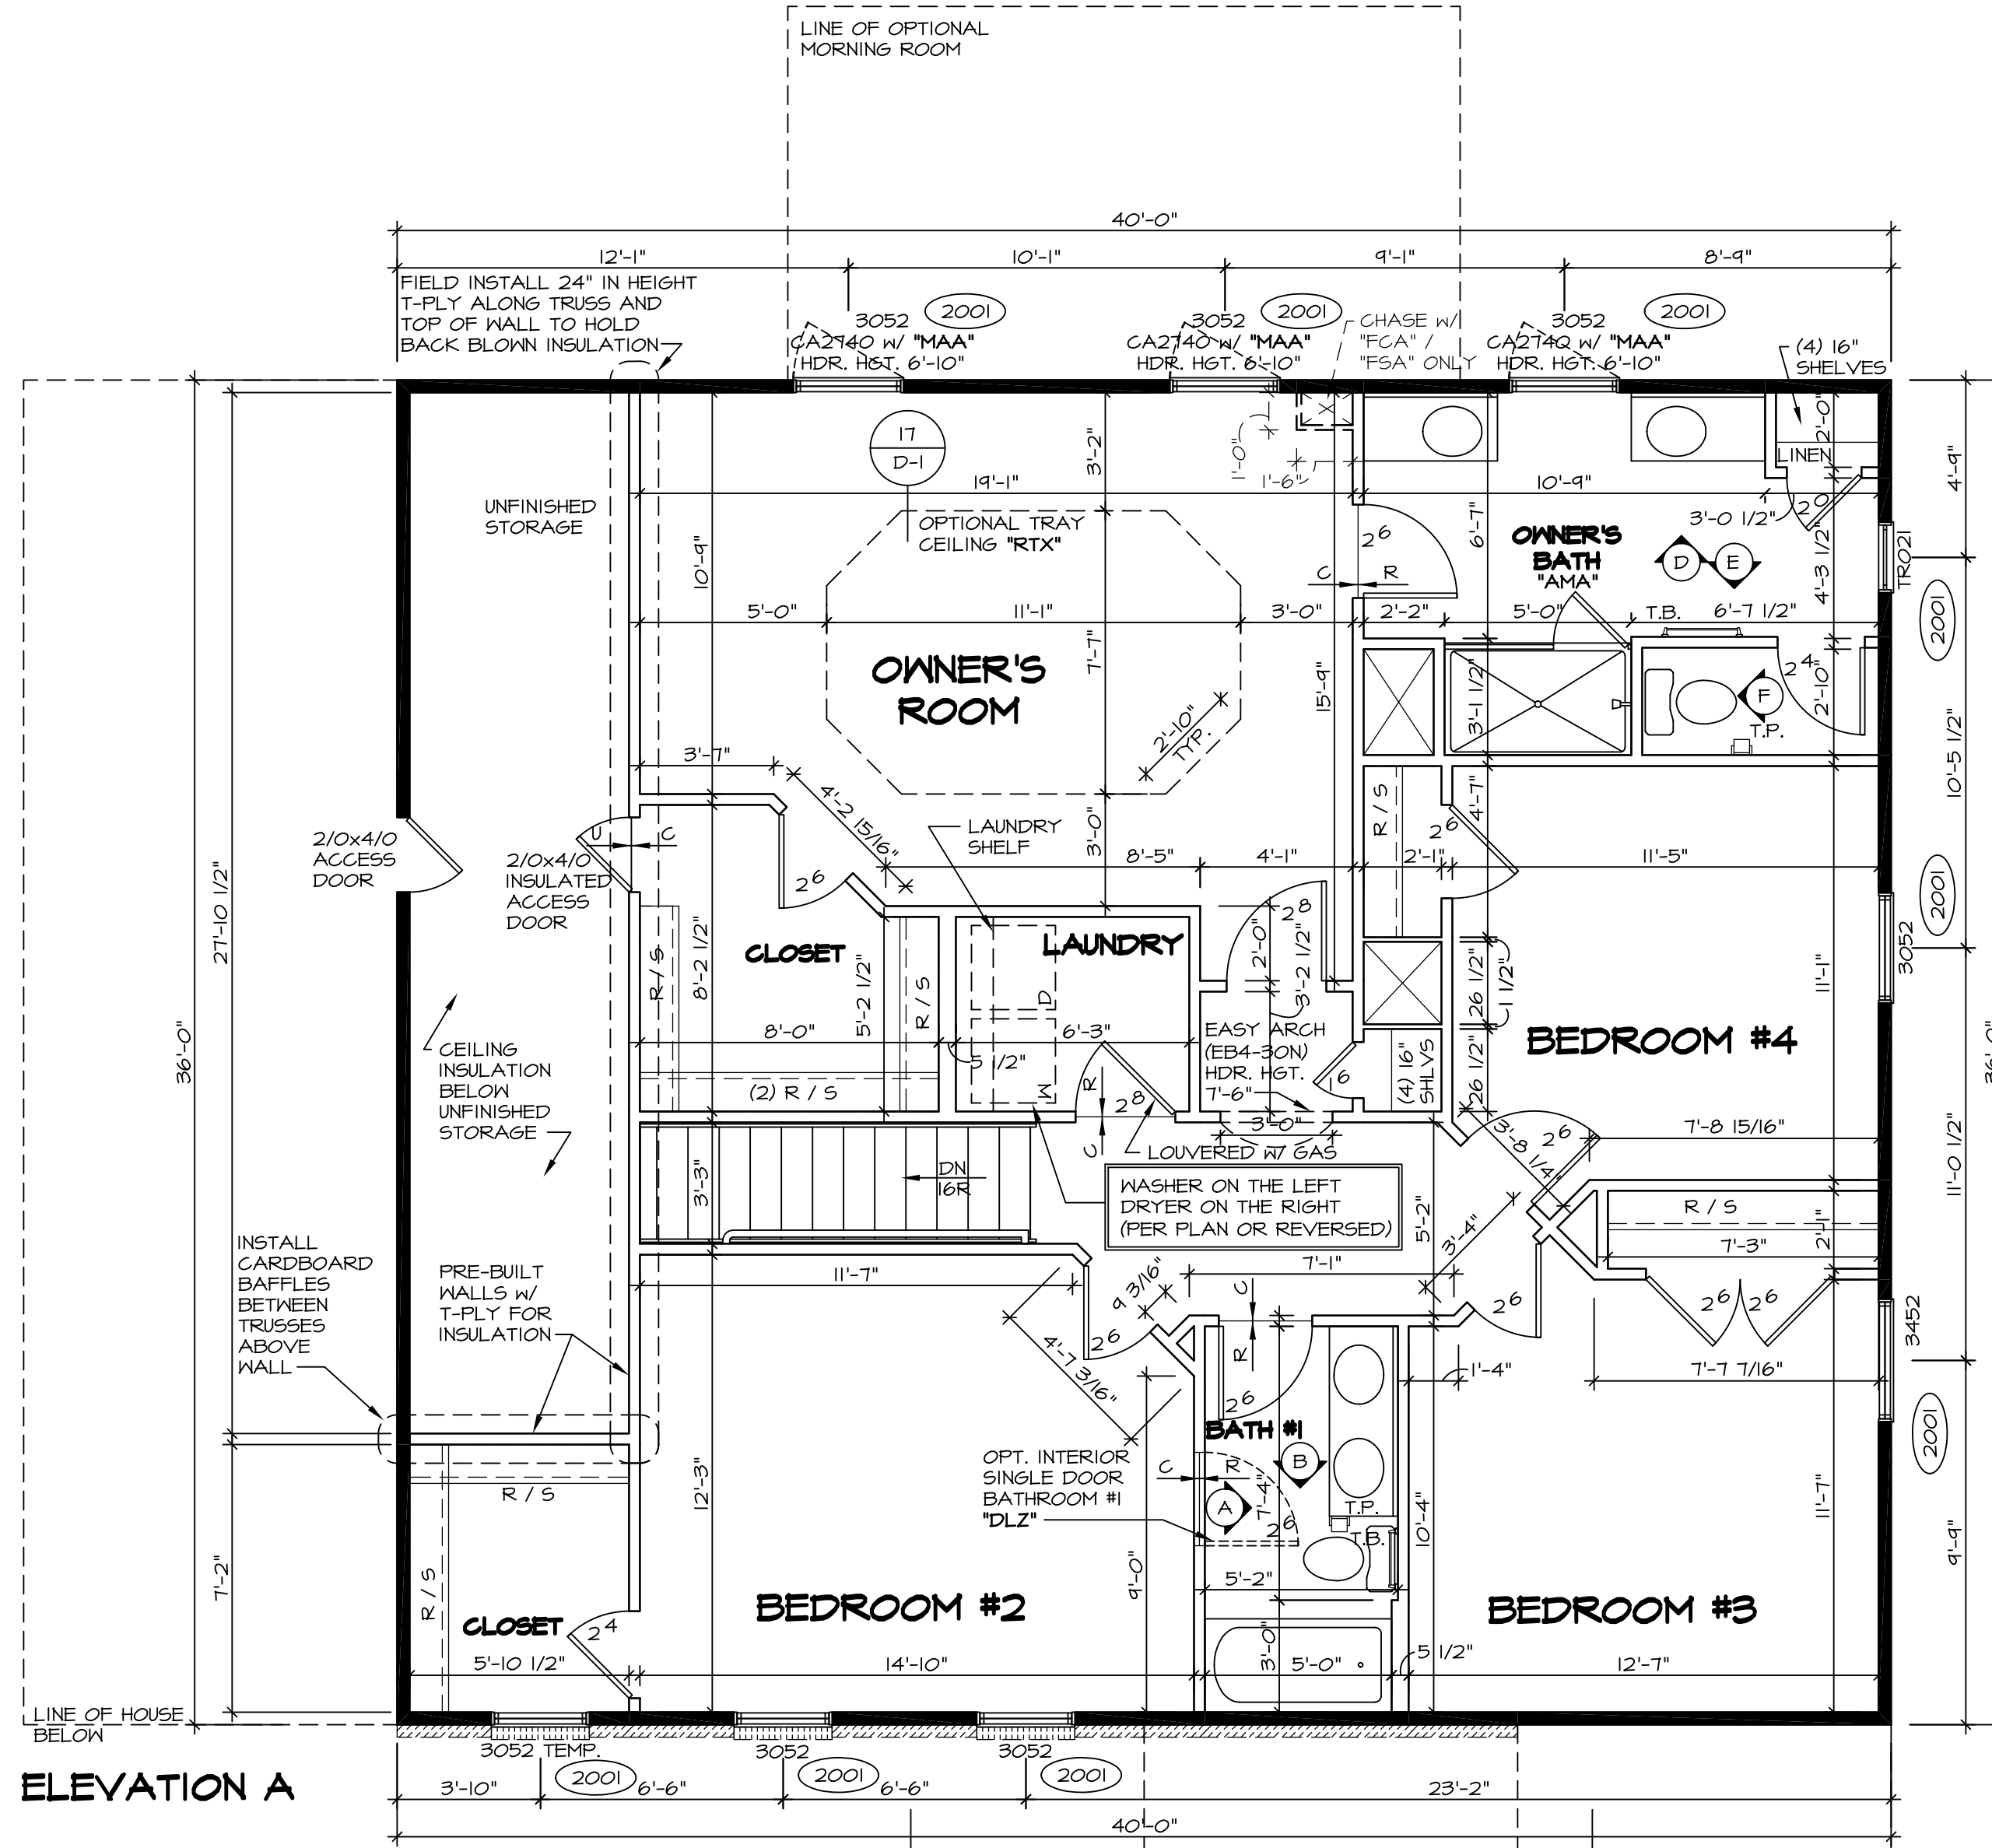 LINE OF OPTIONAL
MORNING ROOM
40'-0"
12'-1"
10'-1"
9'-1"
8'-9"
FIELD INSTALL 24" IN HEIGHT
T-PLY ALONG TRUSS AND
TOP OF WALL TO HOLD
BACK BLOWN INSULATION
3052
2001
CA2740 W/ "MAA"
HDR. HGT. 6'-10"
3052
2001
CA2740 W/ "MAA"
HDR. HGT. 6'-10"
CHASE W/
"FCA" /
"FSA" ONLY
3052
2001
CA2740 W/ "MAA"
HDR. HGT. 6'-10"
(4) 16"
SHELVES
17
D-1
3'-2"
1'-0"
1'-6"
2'-0"
LINEN
4'-9"
UNFINISHED
STORAGE
19'-1"
10'-9"
OPTIONAL TRAY
CEILING "RTX"
10'-9"
6'-7"
3'-0 1/2"
20
26
C
R
OWNER'S
BATH
"AMA"
D
E
4'-3 1/2"
TR021
2001
5'-0"
11'-1"
3'-0"
2'-2"
5'-0"
T.B.
6'-7 1/2"
OWNER'S
ROOM
7'-7"
15'-9"
3'-1 1/2"
24
2'-10"
F
T.P.
2'-10"
TYP.
3'-7"
4'-2 15/16"
10'-5 1/2"
2/0x4/0
ACCESS
DOOR
U
C
2/0x4/0
INSULATED
ACCESS
DOOR
26
LAUNDRY
SHELF
3'-0"
8'-5"
4'-1"
R / S
4'-7"
26
2'-1"
11'-5"
27'-10 1/2"
36'-0"
CLOSET
LAUNDRY
28
2'-0"
3'-2 1/2"
R / S
8'-2 1/2"
5'-2 1/2"
R / S
D
W
8'-0"
6'-3"
5 1/2"
(2) R / S
26 1/2"
1 1/2"
26 1/2"
11'-1"
3052
2001
BEDROOM #4
36'-0"
EASY ARCH
(EB4-30N)
HDR. HGT.
7'-6"
16
(4) 16"
SHLVS
R
C
28
3'-0"
CEILING
INSULATION
BELOW
UNFINISHED
STORAGE
LOUVERED W/ GAS
3'-8 1/4"
26
7'-8 15/16"
11'-0 1/2"
3'-3"
DN
16R
WASHER ON THE LEFT
DRYER ON THE RIGHT
(PER PLAN OR REVERSED)
5'-2"
R / S
7'-3"
2'-1"
3'-4"
INSTALL
CARDBOARD
BAFFLES
BETWEEN
TRUSSES
ABOVE
WALL
PRE-BUILT
WALLS W/
T-PLY FOR
INSULATION
11'-7"
7'-1"
9 3/16"
C
R
26
26
26
26
3452
4'-7 3/16"
1'-4"
7'-7 7/16"
26
BATH #1
2001
OPT. INTERIOR
SINGLE DOOR
BATHROOM #1
"DLZ"
C
R
B
A
7'-4"
26
T.P.
T.B.
10'-4"
11'-7"
9'-9"
R / S
12'-3"
7'-2"
R / S
9'-0"
5'-2"
BEDROOM #2
BEDROOM #3
CLOSET
24
5'-10 1/2"
14'-10"
3'-0"
5'-0"
5 1/2"
12'-7"
LINE OF HOUSE
BELOW
3052 TEMP.
3052
3052
2001
2001
2001
ELEVATION A
3'-10"
6'-6"
6'-6"
23'-2"
40'-0"